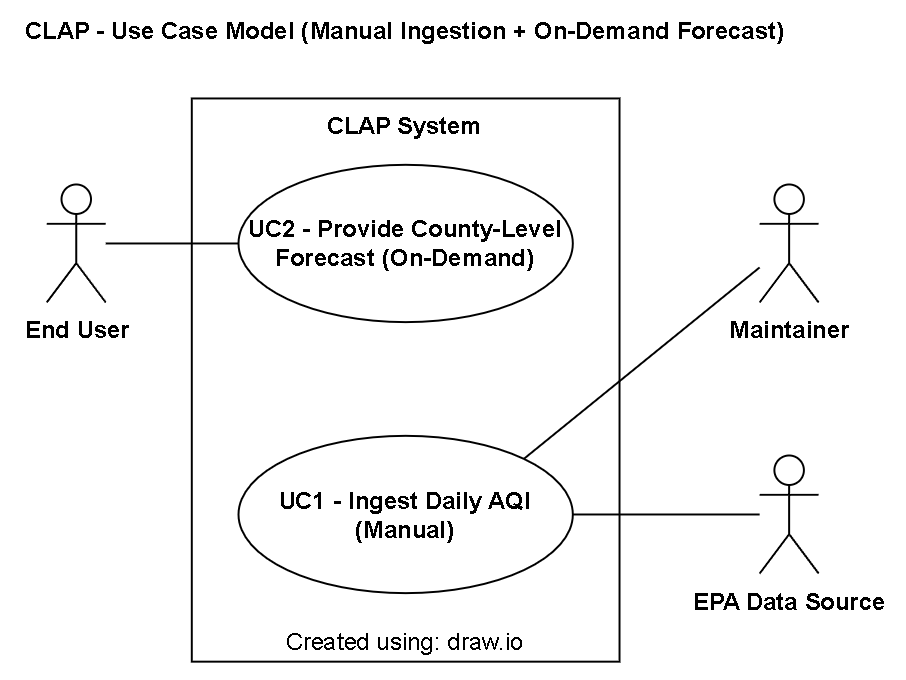 CLAP - Use Case Model (Manual Ingestion + On-Demand Forecast)
CLAP System
UC2 - Provide County-Level
Forecast (On-Demand)
End User
Maintainer
UC1 - Ingest Daily AQI
(Manual)
EPA Data Source
Created using: draw.io